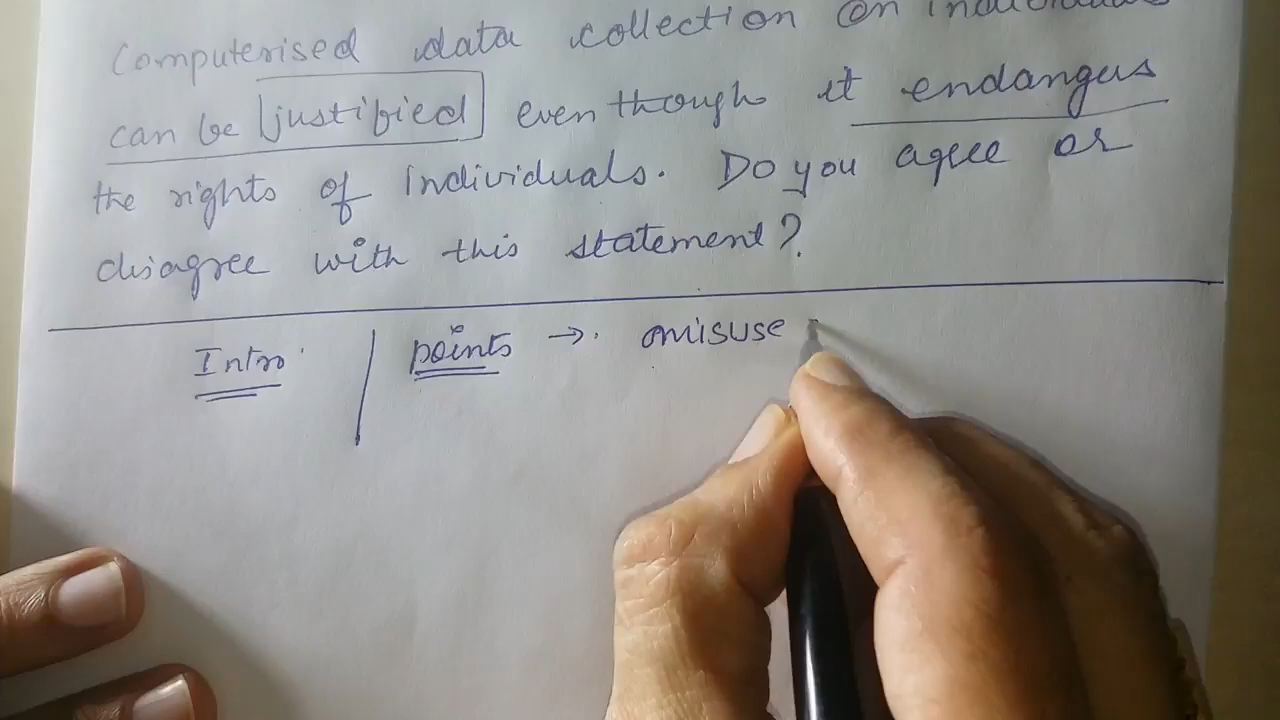 Computerised data collection on individuals
can be justified even though it endangers
the rights of individuals. Do you agree or
disagree with this statement?
Intro. points → misuse